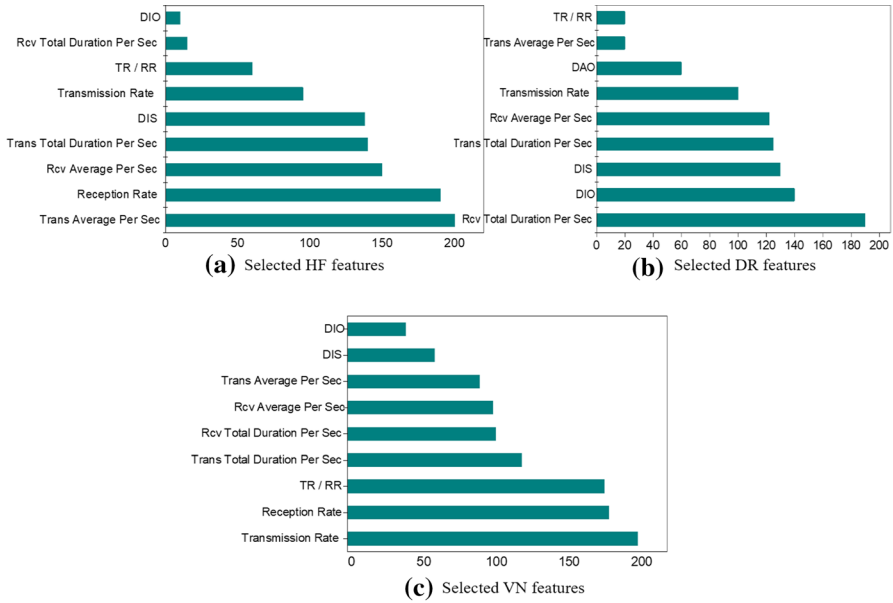 DIO
Rcv Total Duration Per Sec
TR / RR
Transmission Rate
DIS
Trans Total Duration Per Sec
Rcv Average Per Sec
Reception Rate
Trans Average Per Sec
0 50 100 150 200
(a) Selected HF features
TR / RR
Trans Average Per Sec
DAO
Transmission Rate
Rcv Average Per Sec
Trans Total Duration Per Sec
DIS
DIO
Rcv Total Duration Per Sec
0 20 40 60 80 100 120 140 160 180 200
(b) Selected DR features
DIO
DIS
Trans Average Per Sec
Rcv Average Per Sec
Rcv Total Duration Per Sec
Trans Total Duration Per Sec
TR / RR
Reception Rate
Transmission Rate
0 50 100 150 200
(c) Selected VN features